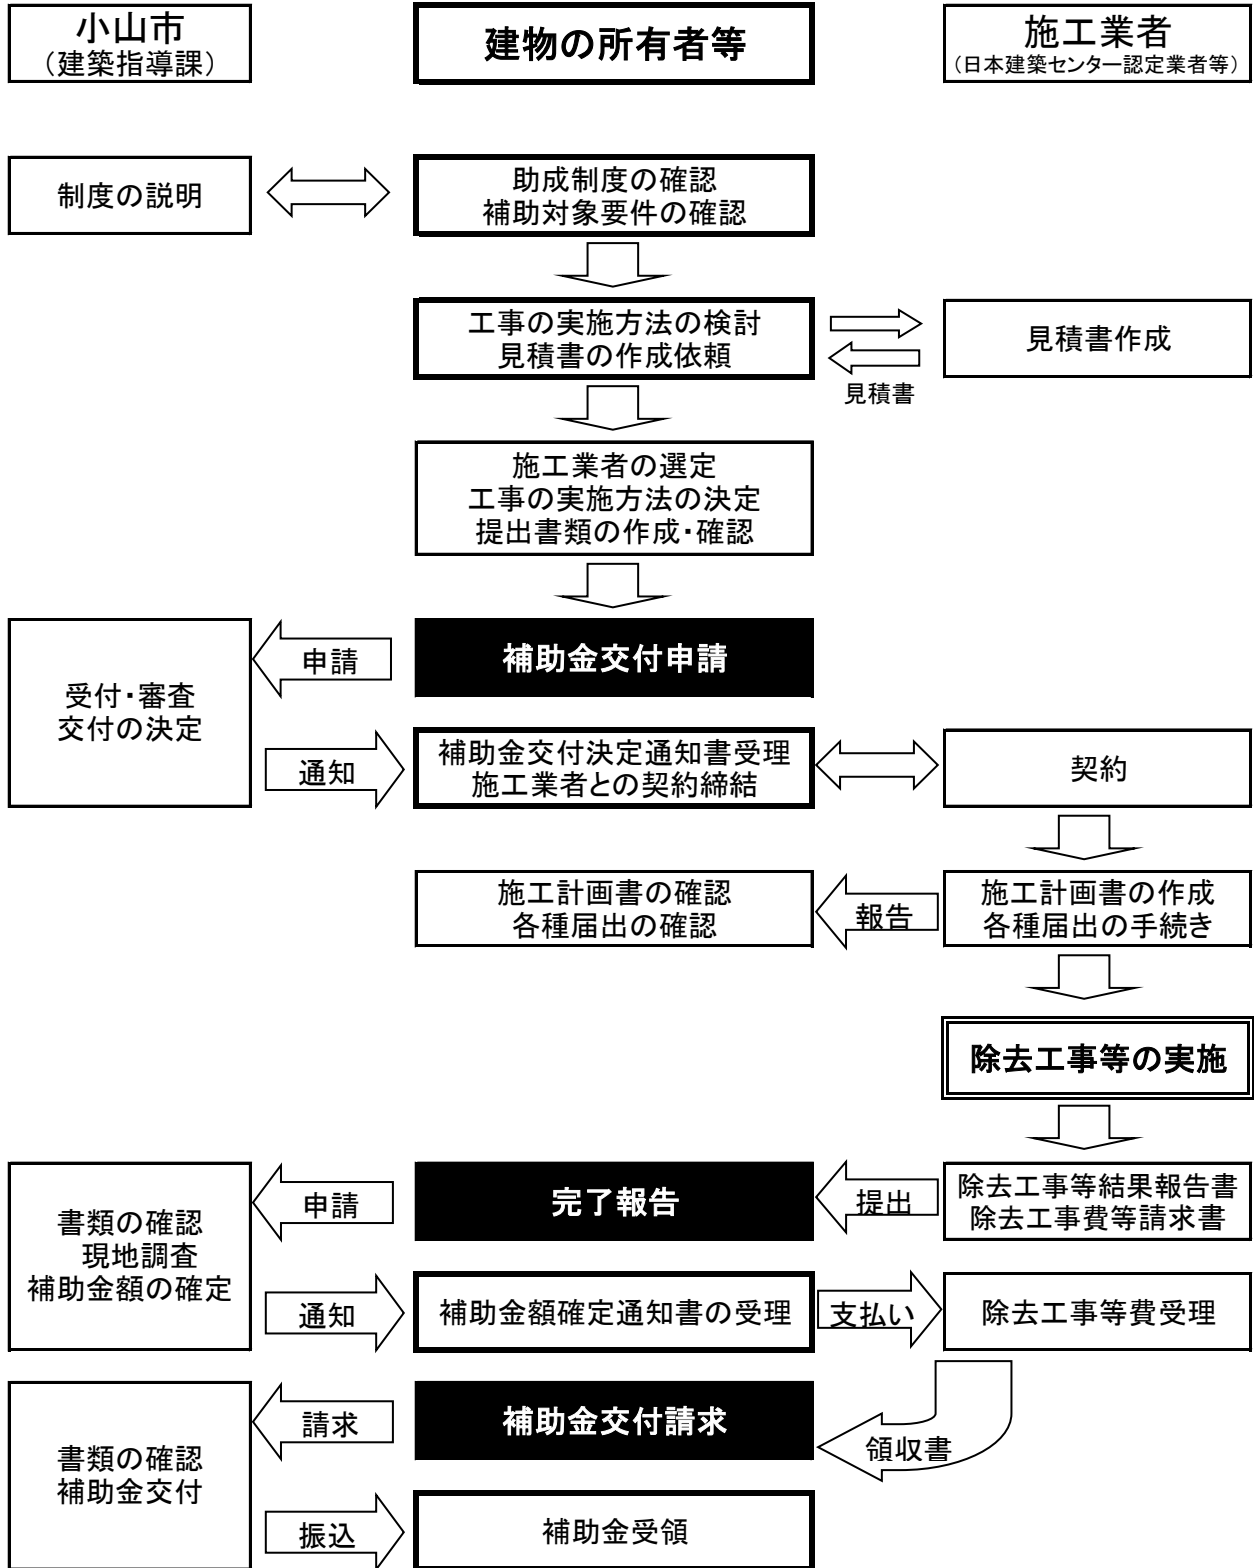 小山市
（建築指導課）
建物の所有者等
施工業者
（日本建築センター認定業者等）
制度の説明
助成制度の確認
補助対象要件の確認
工事の実施方法の検討
見積書の作成依頼
見積書作成
見積書
施工業者の選定
工事の実施方法の決定
提出書類の作成・確認
受付・審査
交付の決定
申請
補助金交付申請
通知
補助金交付決定通知書受理
施工業者との契約締結
契約
施工計画書の確認
各種届出の確認
報告
施工計画書の作成
各種届出の手続き
除去工事等の実施
書類の確認
現地調査
補助金額の確定
申請
完了報告
提出
除去工事等結果報告書
除去工事費等請求書
通知
補助金額確定通知書の受理
支払い
除去工事等費受理
書類の確認
補助金交付
請求
補助金交付請求
領収書
振込
補助金受領